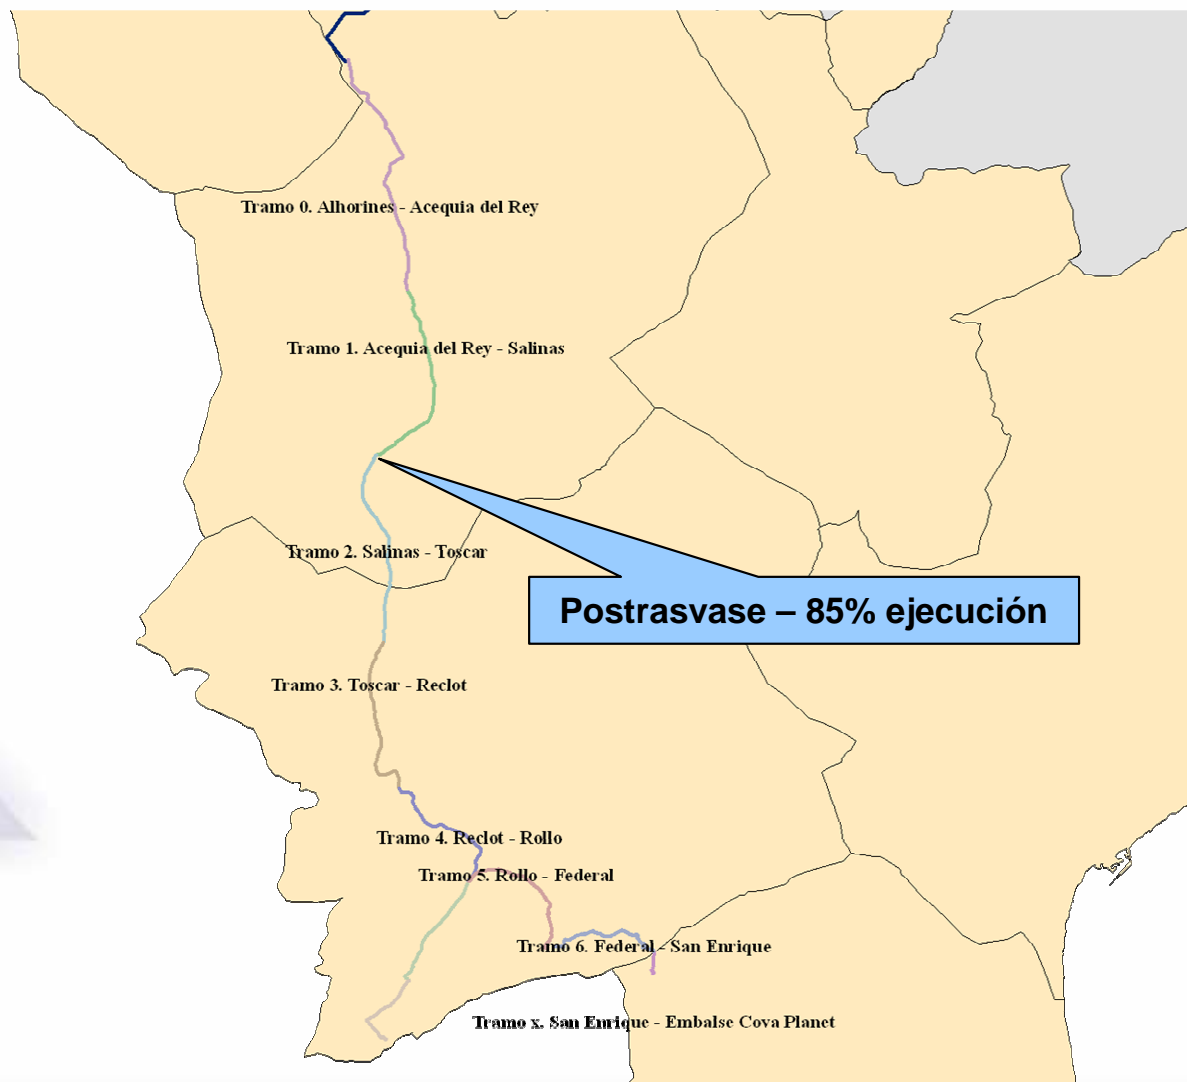 Tramo 0. Alhorines - Acequia del Rey
Tramo 1. Acequia del Rey - Salinas
Tramo 2. Salinas - Toscar
Postrasvase – 85% ejecución
Tramo 3. Toscar - Reclot
Tramo 4. Reclot - Rollo
Tramo 5. Rollo - Federal
Tramo 6. Federal - San Enrique
Tramo x. San Enrique - Embalse Cova Planet